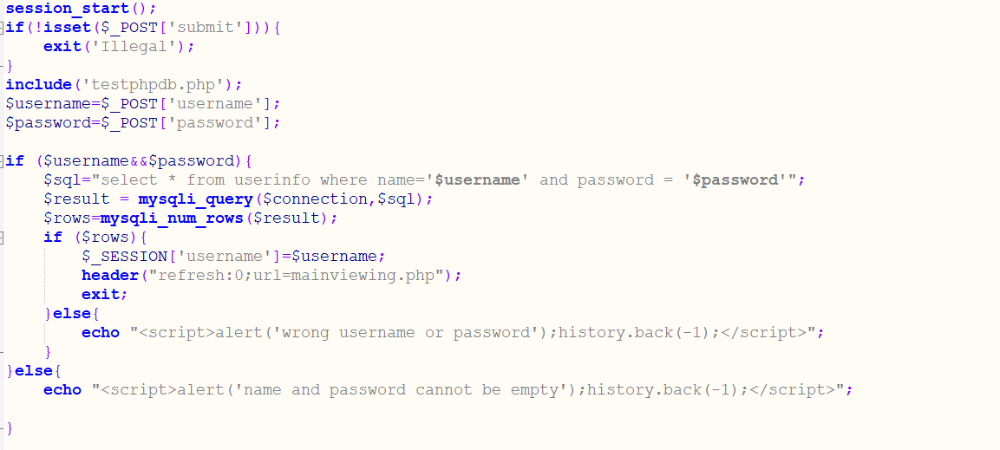 session_start();
if(!isset($_POST['submit'])){
    exit('Illegal');
}
include('testphpdb.php');
$username=$_POST['username'];
$password=$_POST['password'];

if ($username&&$password){
    $sql="select * from userinfo where name='$username' and password = '$password'";
    $result = mysqli_query($connection,$sql);
    $rows=mysqli_num_rows($result);
    if ($rows){
        $_SESSION['username']=$username;
        header("refresh:0;url=mainviewing.php");
        exit;
    }else{
        echo "<script>alert('wrong username or password');history.back(-1);</script>";
    }
}else{
    echo "<script>alert('name and password cannot be empty');history.back(-1);</script>";

}